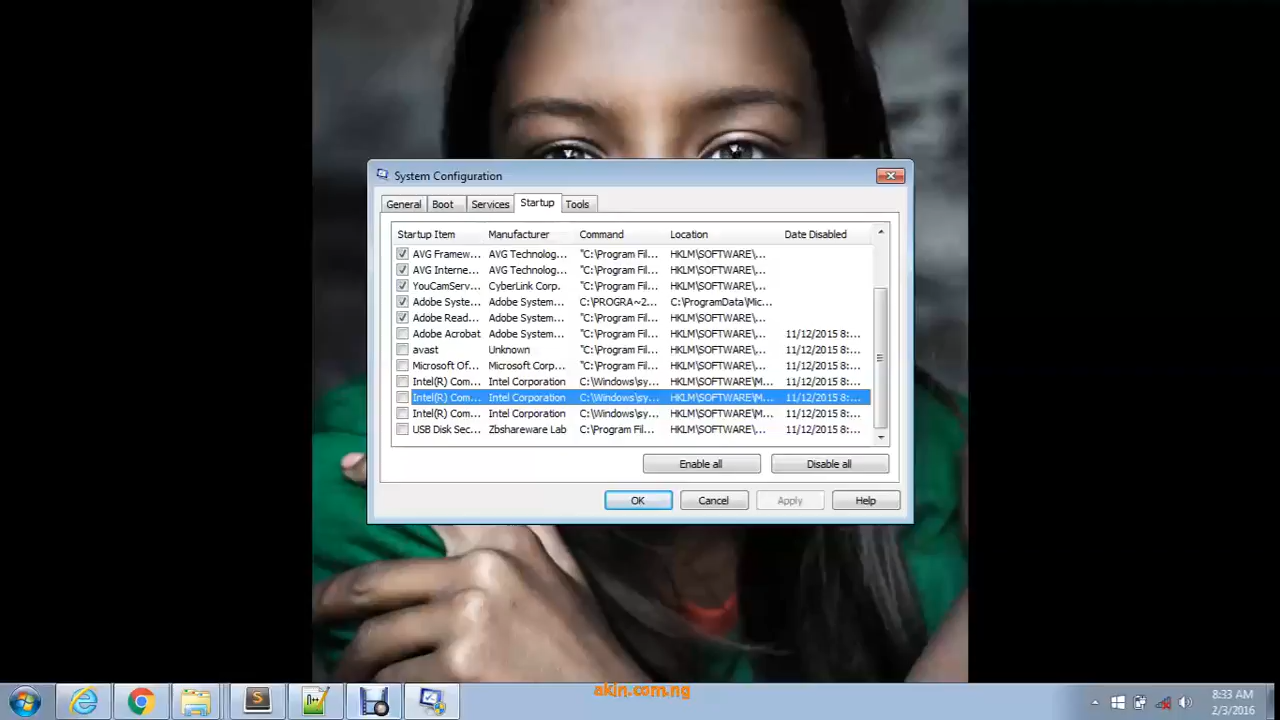 System Configuration
General Boot Services Startup Tools
Startup Item Manufacturer Command Location Date Disabled
AVG Framew... AVG Technolog... "C:\Program Fil... HKLM\SOFTWARE\...
AVG Interne... AVG Technolog... "C:\Program Fil... HKLM\SOFTWARE\...
YouCamServ... CyberLink Corp. "C:\Program Fil... HKLM\SOFTWARE\...
Adobe Syste... Adobe System... C:\PROGRA~2... C:\ProgramData\Mic...
Adobe Read... Adobe System... "C:\Program Fil... HKLM\SOFTWARE\...
Adobe Acrobat Adobe System... "C:\Program Fil... HKLM\SOFTWARE\... 11/12/2015 8:...
avast Unknown "C:\Program Fil... HKLM\SOFTWARE\... 11/12/2015 8:...
Microsoft Of... Microsoft Corp... "C:\Program Fil... HKLM\SOFTWARE\... 11/12/2015 8:...
Intel(R) Com... Intel Corporation C:\Windows\sy... HKLM\SOFTWARE\M... 11/12/2015 8:...
Intel(R) Com... Intel Corporation C:\Windows\sy... HKLM\SOFTWARE\M... 11/12/2015 8:...
Intel(R) Com... Intel Corporation C:\Windows\sy... HKLM\SOFTWARE\M... 11/12/2015 8:...
USB Disk Sec... Zbshareware Lab C:\Program Fil... HKLM\SOFTWARE\... 11/12/2015 8:...
Enable all Disable all
OK Cancel Apply Help
akin.com.ng
8:33 AM
2/3/2016